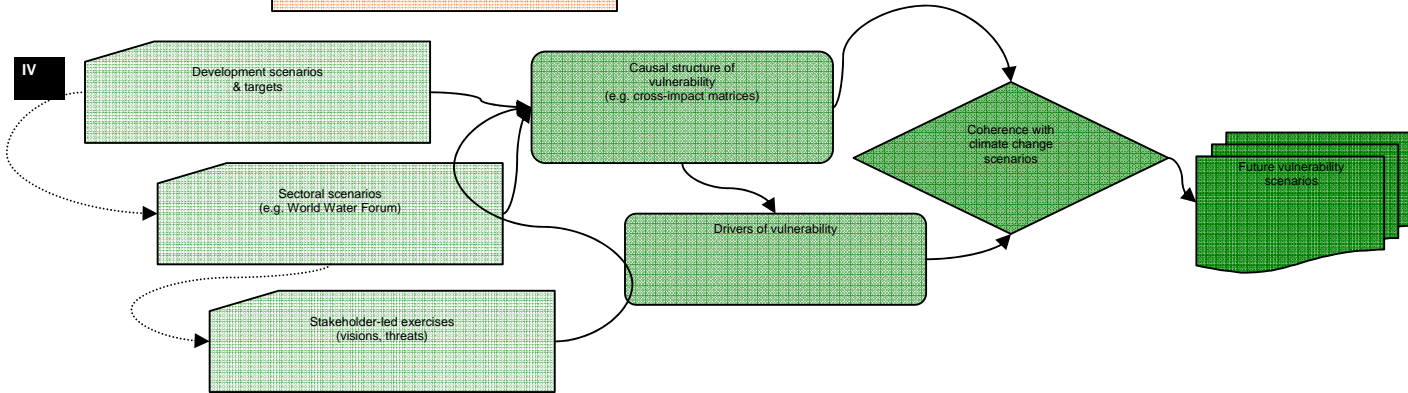 IV
Development scenarios
& targets
Sectoral scenarios
(e.g. World Water Forum)
Stakeholder-led exercises
(visions, threats)
Causal structure of
vulnerability
(e.g. cross-impact matrices)
Drivers of vulnerability
Coherence with
climate change
scenarios
Future vulnerability
scenarios